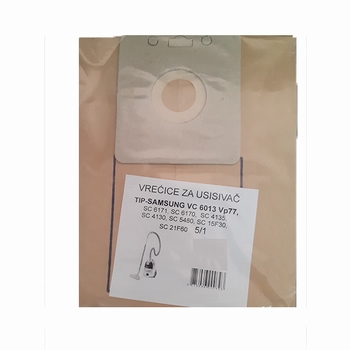 VREĆICE ZA USISIVAČ
TIP-SAMSUNG VC 6013 Vp77,
SC 6171, SC 6170, SC 4135,
SC 4130, SC 5480, SC 15F30,
SC 21F60 5/1